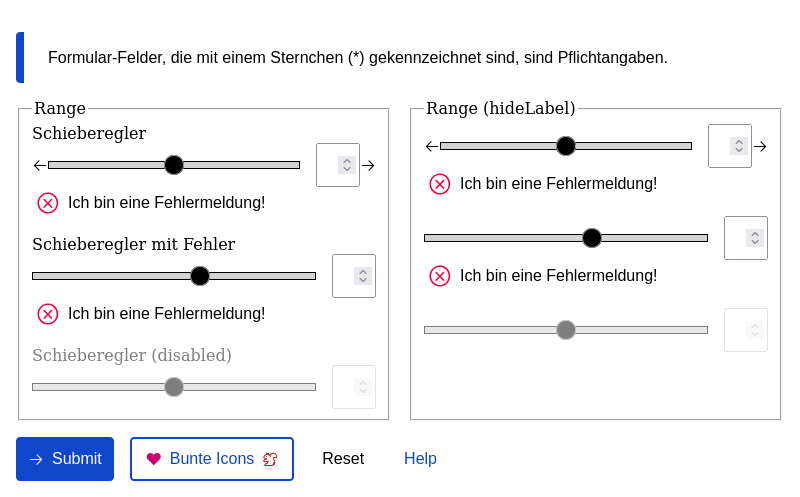 Formular-Felder, die mit einem Sternchen (*) gekennzeichnet sind, sind Pflichtangaben.
Range
Schieberegler
Ich bin eine Fehlermeldung!
Schieberegler mit Fehler
Ich bin eine Fehlermeldung!
Schieberegler (disabled)
Range (hideLabel)
Ich bin eine Fehlermeldung!
Ich bin eine Fehlermeldung!
Submit Bunte Icons Reset Help